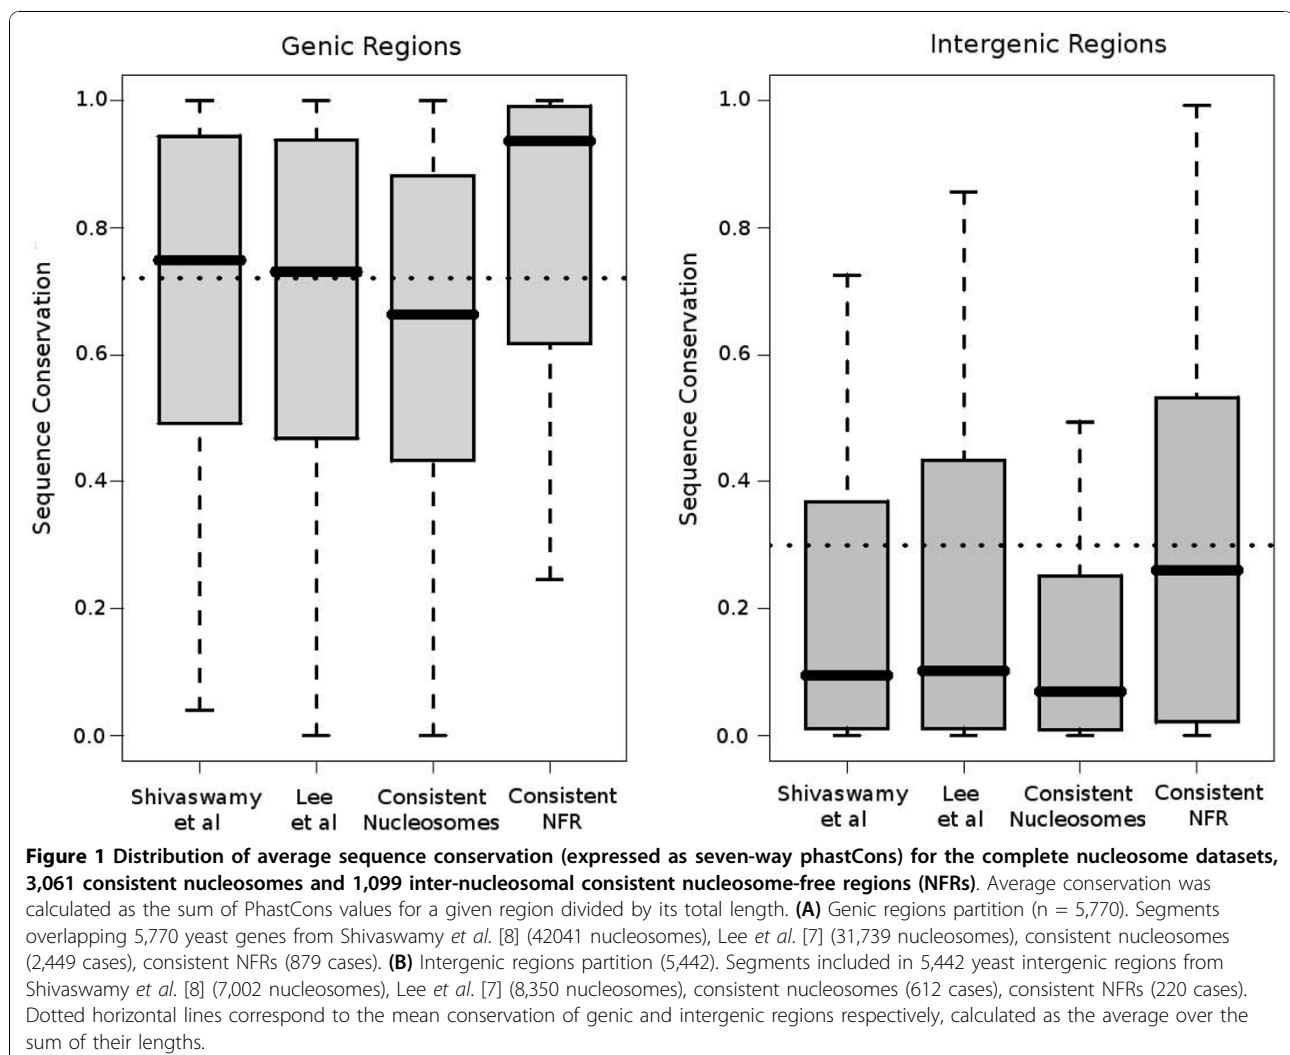 Genic Regions
Intergenic Regions
Sequence Conservation
1.0
0.8
0.6
0.4
0.2
0.0
Shivaswamy
et al
Lee
et al
Consistent
Nucleosomes
Consistent
NFR
Sequence Conservation
1.0
0.8
0.6
0.4
0.2
0.0
Shivaswamy
et al
Lee
et al
Consistent
Nucleosomes
Consistent
NFR
Figure 1 Distribution of average sequence conservation (expressed as seven-way phastCons) for the complete nucleosome datasets,
3,061 consistent nucleosomes and 1,099 inter-nucleosomal consistent nucleosome-free regions (NFRs). Average conservation was
calculated as the sum of PhastCons values for a given region divided by its total length. (A) Genic regions partition (n = 5,770). Segments
overlapping 5,770 yeast genes from Shivaswamy et al. [8] (42041 nucleosomes), Lee et al. [7] (31,739 nucleosomes), consistent nucleosomes
(2,449 cases), consistent NFRs (879 cases). (B) Intergenic regions partition (5,442). Segments included in 5,442 yeast intergenic regions from
Shivaswamy et al. [8] (7,002 nucleosomes), Lee et al. [7] (8,350 nucleosomes), consistent nucleosomes (612 cases), consistent NFRs (220 cases).
Dotted horizontal lines correspond to the mean conservation of genic and intergenic regions respectively, calculated as the average over the
sum of their lengths.